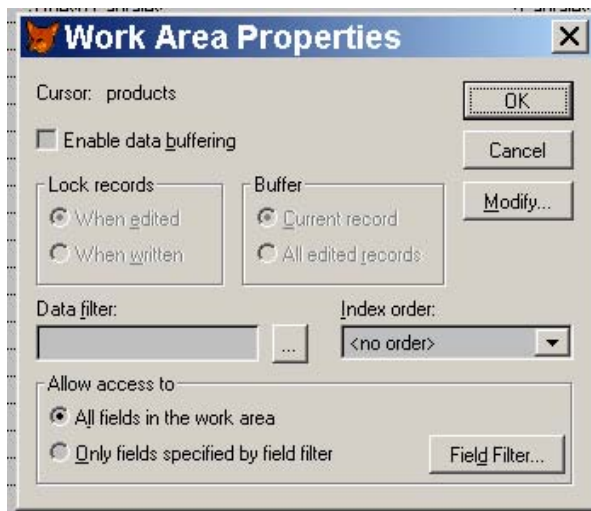 Work Area Properties
Cursor: products
OK
Enable data buffering
Cancel
Lock records
Buffer
Modify...
When edited
Current record
When written
All edited records
Data filter:
Index order:
...
<no order>
Allow access to
All fields in the work area
Only fields specified by field filter
Field Filter...